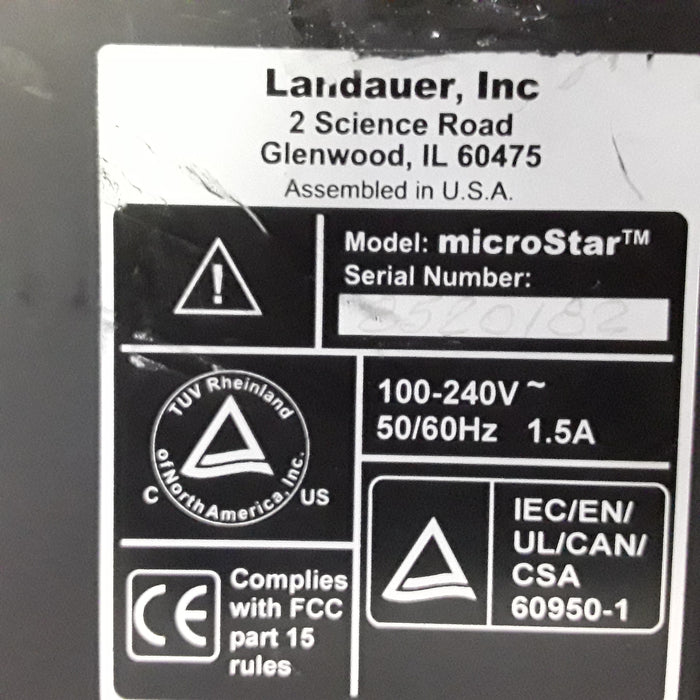 Landauer, Inc
2 Science Road
Glenwood, IL 60475
Assembled in U.S.A.
!
Model: microStar™
Serial Number:
TUV Rheinland
of North America, Inc.
C US
100-240V ~
50/60Hz 1.5A
IEC/EN/
UL/CAN/
CSA
60950-1
CE
Complies
with FCC
part 15
rules